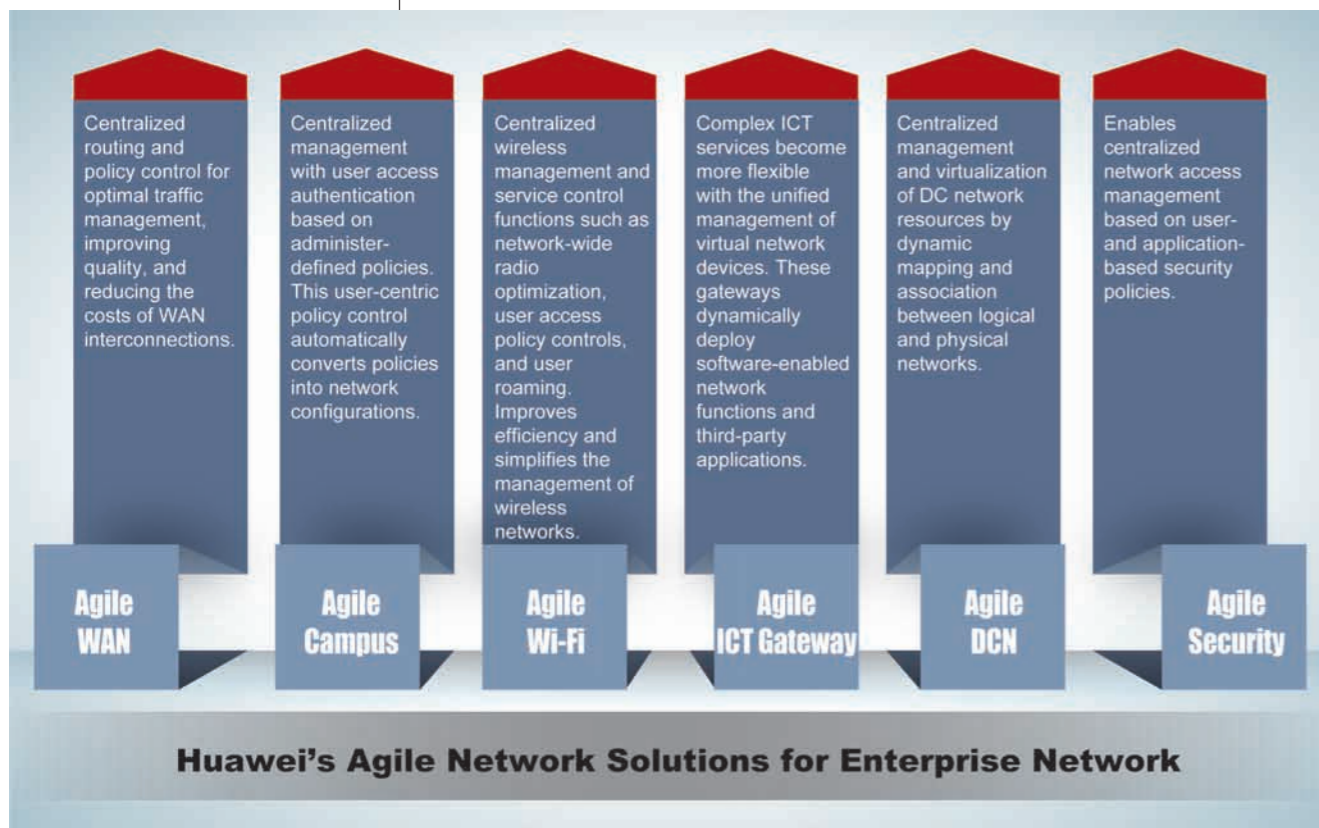 Centralized
routing and
policy control for
optimal traffic
management,
improving
quality, and
reducing the
costs of WAN
interconnections.
Agile
WAN
Centralized
management
with user access
authentication
based on
administer-
defined policies.
This user-centric
policy control
automatically
converts policies
into network
configurations.
Agile
Campus
Centralized
wireless
management and
service control
functions such as
network-wide
radio
optimization,
user access
policy controls,
and user
roaming.
Improves
efficiency and
simplifies the
management of
wireless
networks.
Agile
Wi-Fi
Complex ICT
services become
more flexible
with the unified
management of
virtual network
devices. These
gateways
dynamically
deploy
software-enabled
network
functions and
third-party
applications.
Agile
ICT Gateway
Centralized
management
and virtualization
of DC network
resources by
dynamic
mapping and
association
between logical
and physical
networks.
Agile
DCN
Enables
centralized
network access
management
based on user-
and application-
based security
policies.
Agile
Security
Huawei’s Agile Network Solutions for Enterprise Network